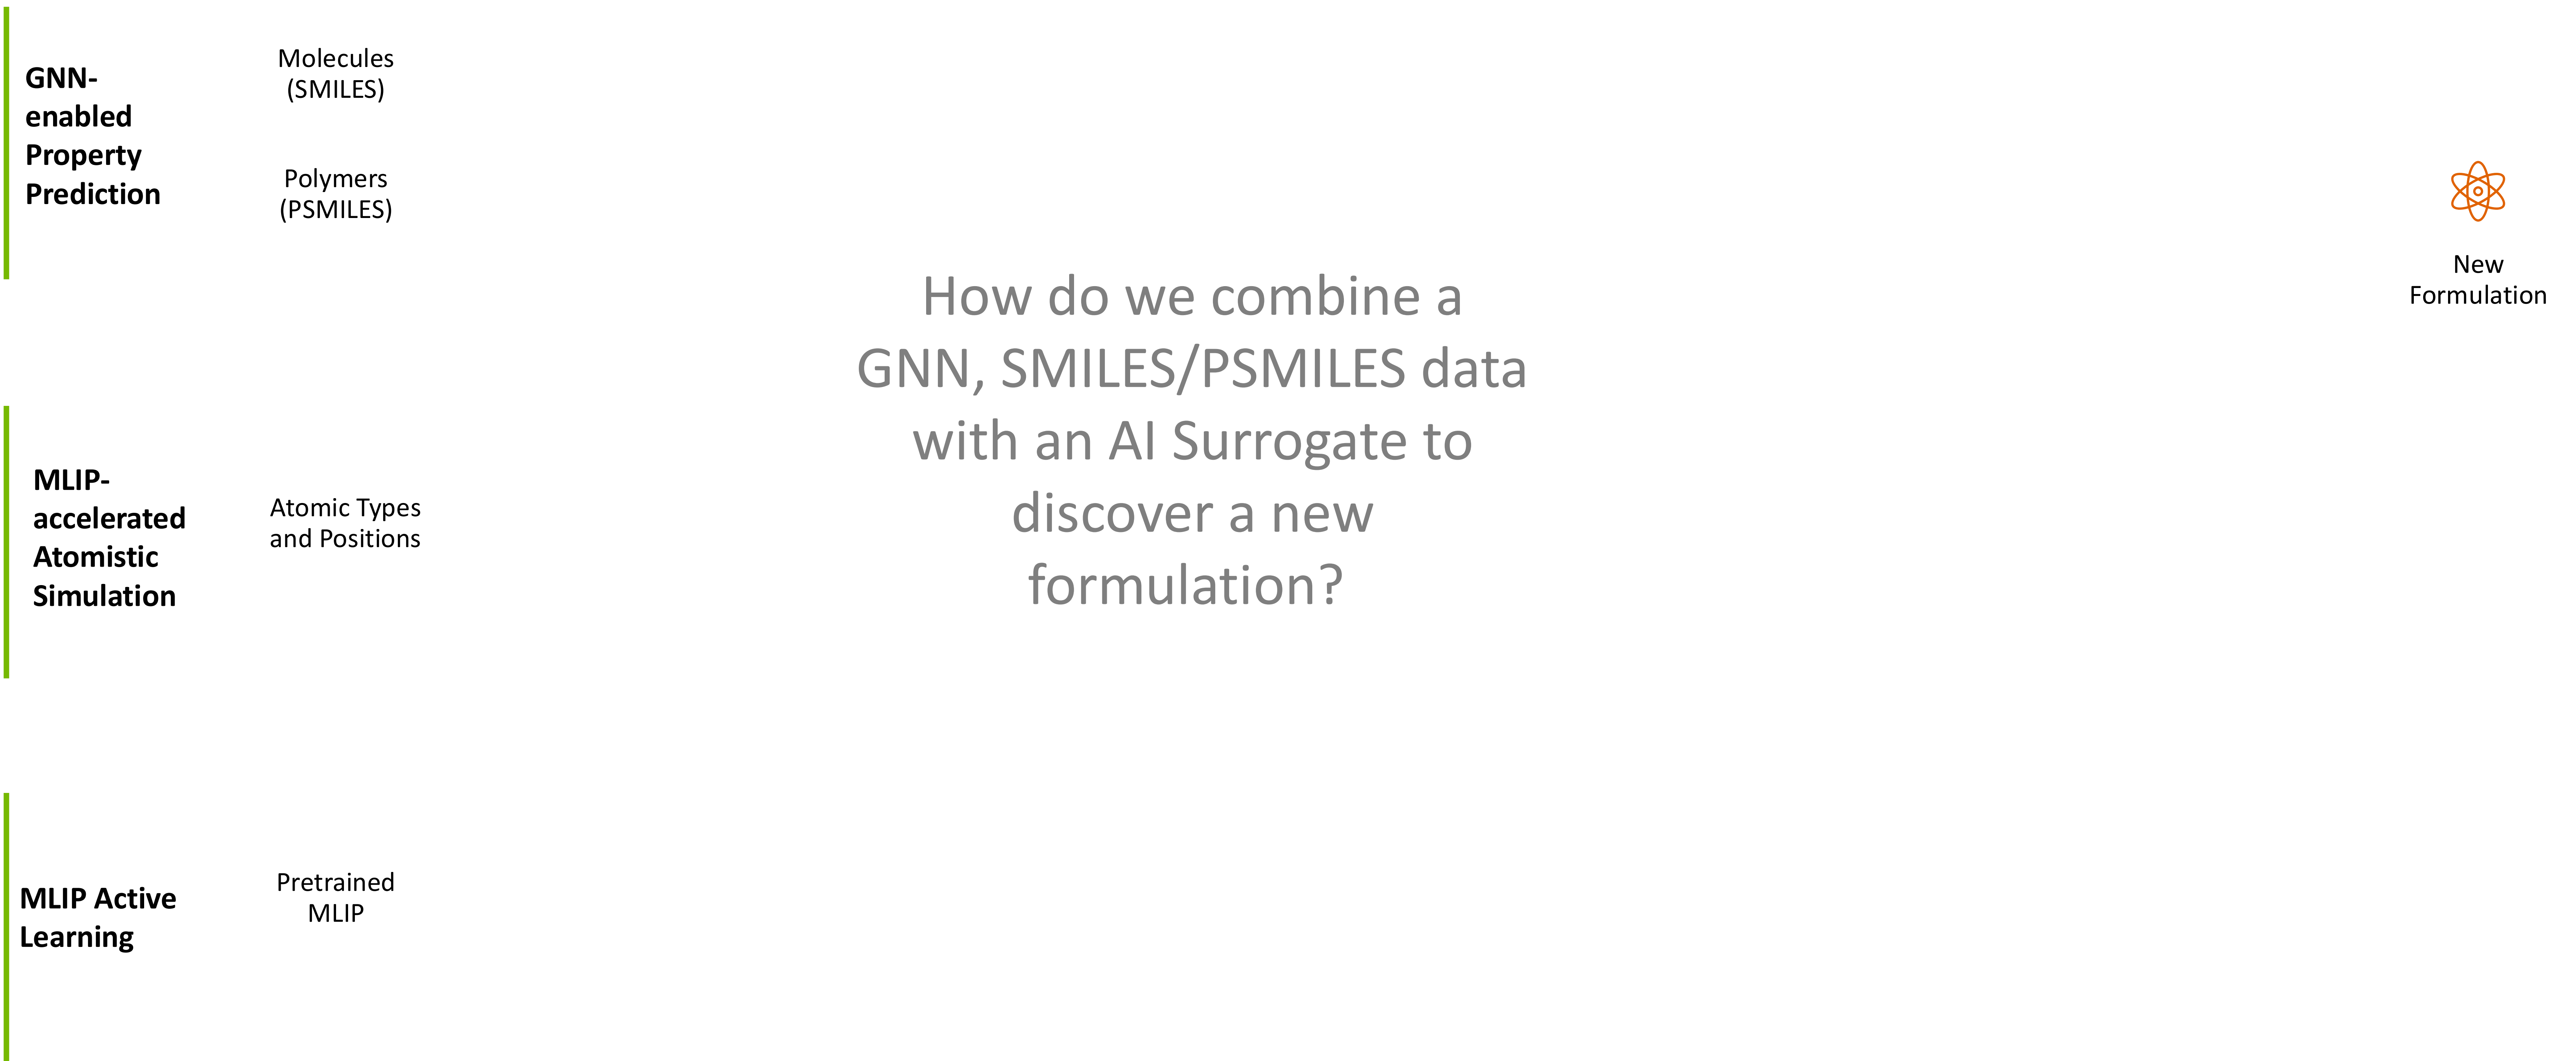 GNN-
enabled
Property
Prediction
Molecules
(SMILES)
Polymers
(PSMILES)
New
Formulation
How do we combine a
GNN, SMILES/PSMILES data
with an AI Surrogate to
discover a new
formulation?
MLIP-
accelerated
Atomistic
Simulation
Atomic Types
and Positions
MLIP Active
Learning
Pretrained
MLIP